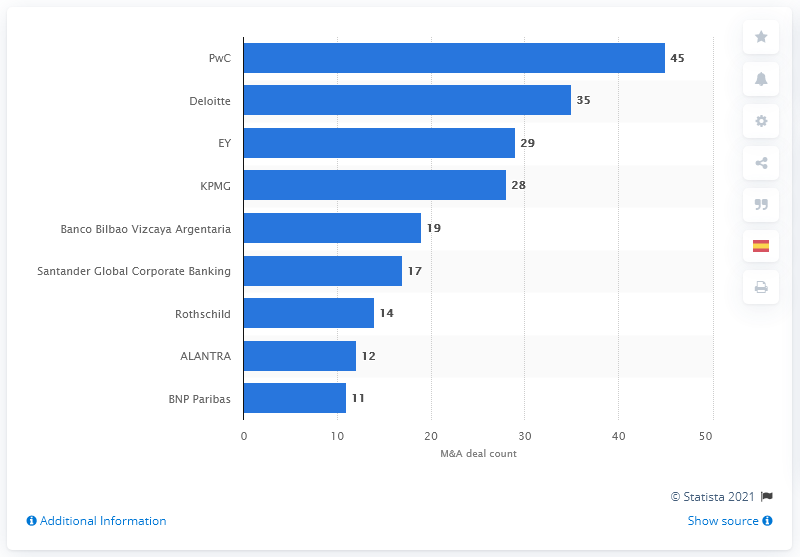 PwC 45
Deloitte 35
EY 29
KPMG 28
Banco Bilbao Vizcaya Argentaria 19
Santander Global Corporate Banking 17
Rothschild 14
ALANTRA 12
BNP Paribas 11
0 10 20 30 40 50
M&A deal count
© Statista 2021
Additional Information Show source